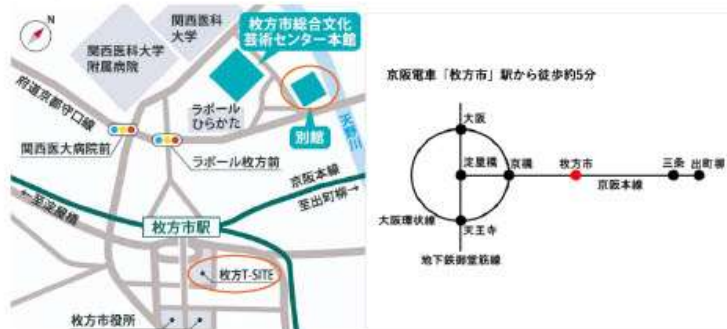 N
関西医科大学
附属病院
関西医科
大学
枚方市総合文化
芸術センター本館
府道京都守口線
ラポール
ひらかた
別館
天野川
関西医大病院前
ラポール枚方前
京阪本線
至出町柳→
←至淀屋橋
枚方市駅
枚方T-SITE
枚方市役所
京阪電車「枚方市」駅から徒歩約5分
大阪
淀屋橋
京橋
枚方市
三条
出町柳
京阪本線
大阪環状線
天王寺
地下鉄御堂筋線